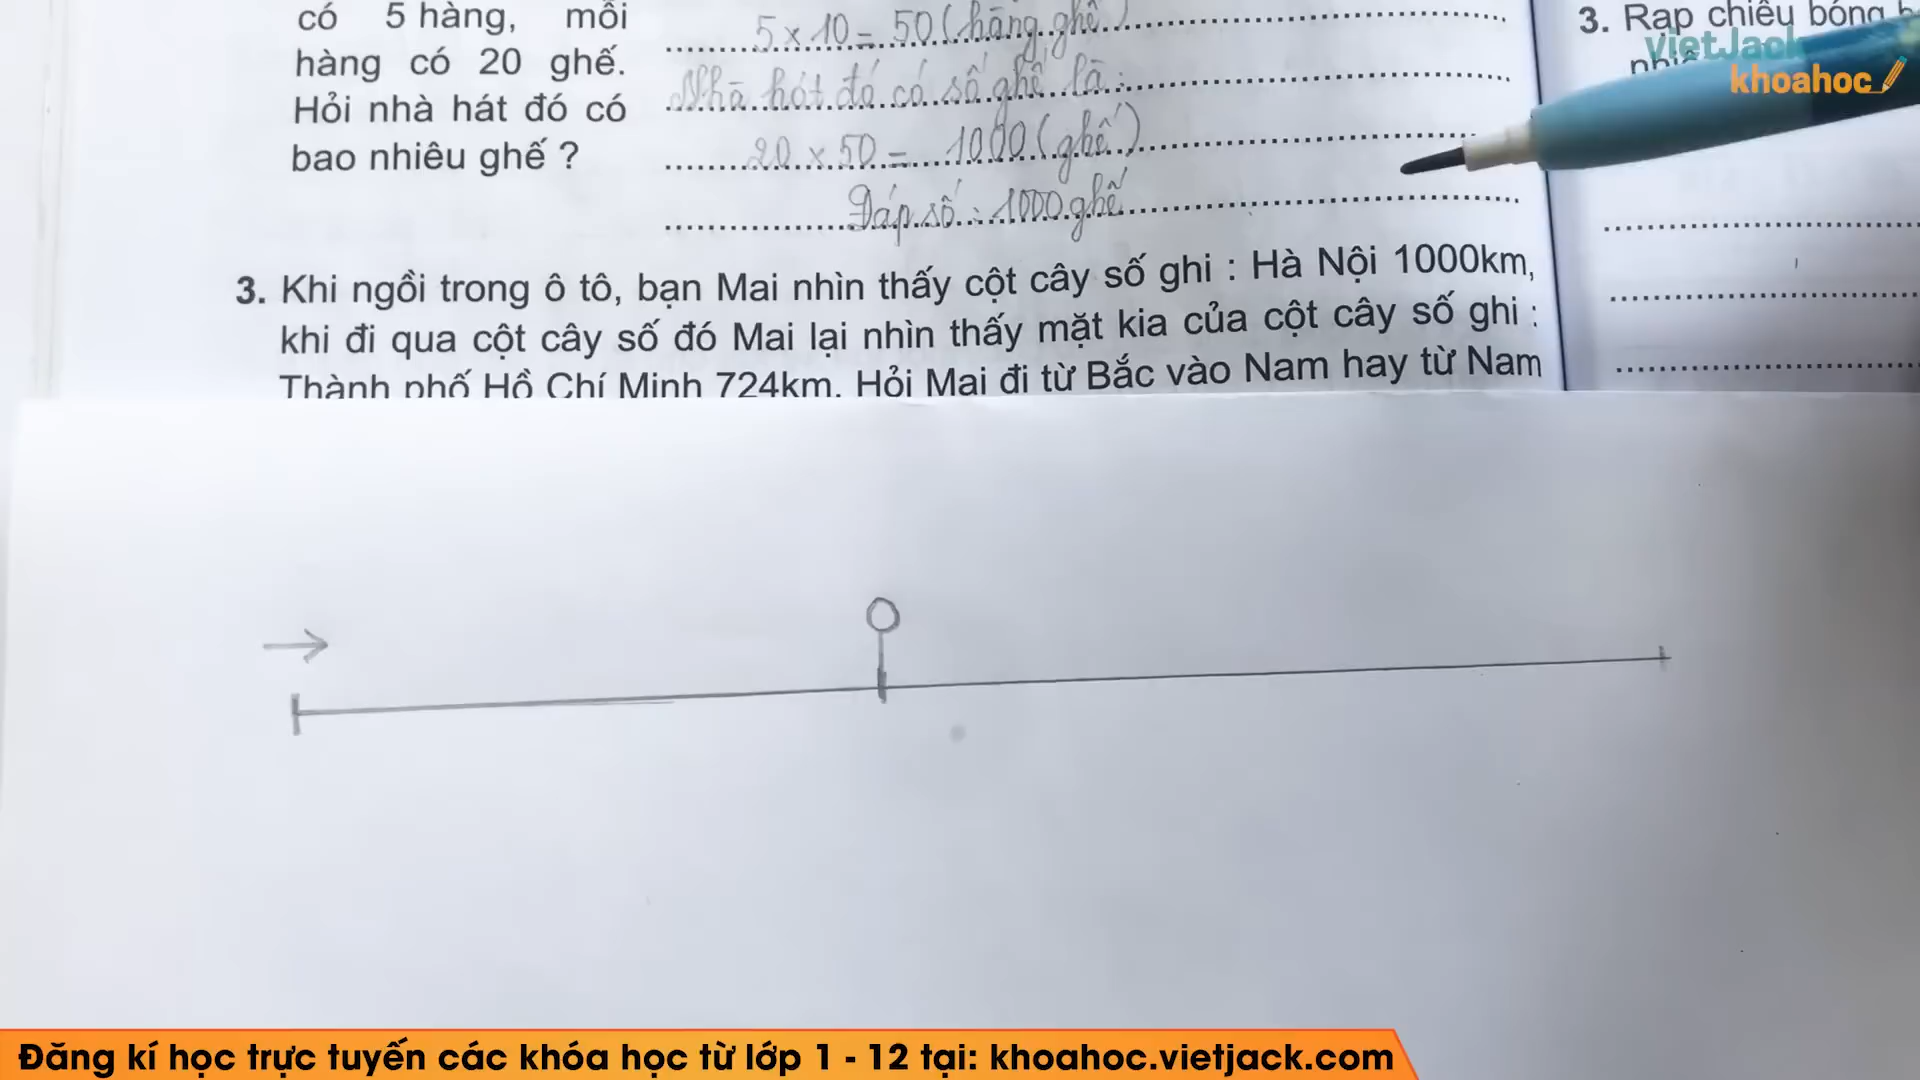 có 5 hàng, mỗi
hàng có 20 ghế.
Hỏi nhà hát đó có
bao nhiêu ghế ?
5 x 10 = 50 (hàng ghế)
Nhà hát đó có số ghế là :
20 x 50 = 1000 (ghế)
Đáp số : 1000 ghế
3. Khi ngồi trong ô tô, bạn Mai nhìn thấy cột cây số ghi : Hà Nội 1000km,
khi đi qua cột cây số đó Mai lại nhìn thấy mặt kia của cột cây số ghi :
Thành phố Hồ Chí Minh 724km. Hỏi Mai đi từ Bắc vào Nam hay từ Nam
3. Rạp chiếu bóng
vietJack
khoahoc
Đăng kí học trực tuyến các khóa học từ lớp 1 - 12 tại: khoahoc.vietjack.com